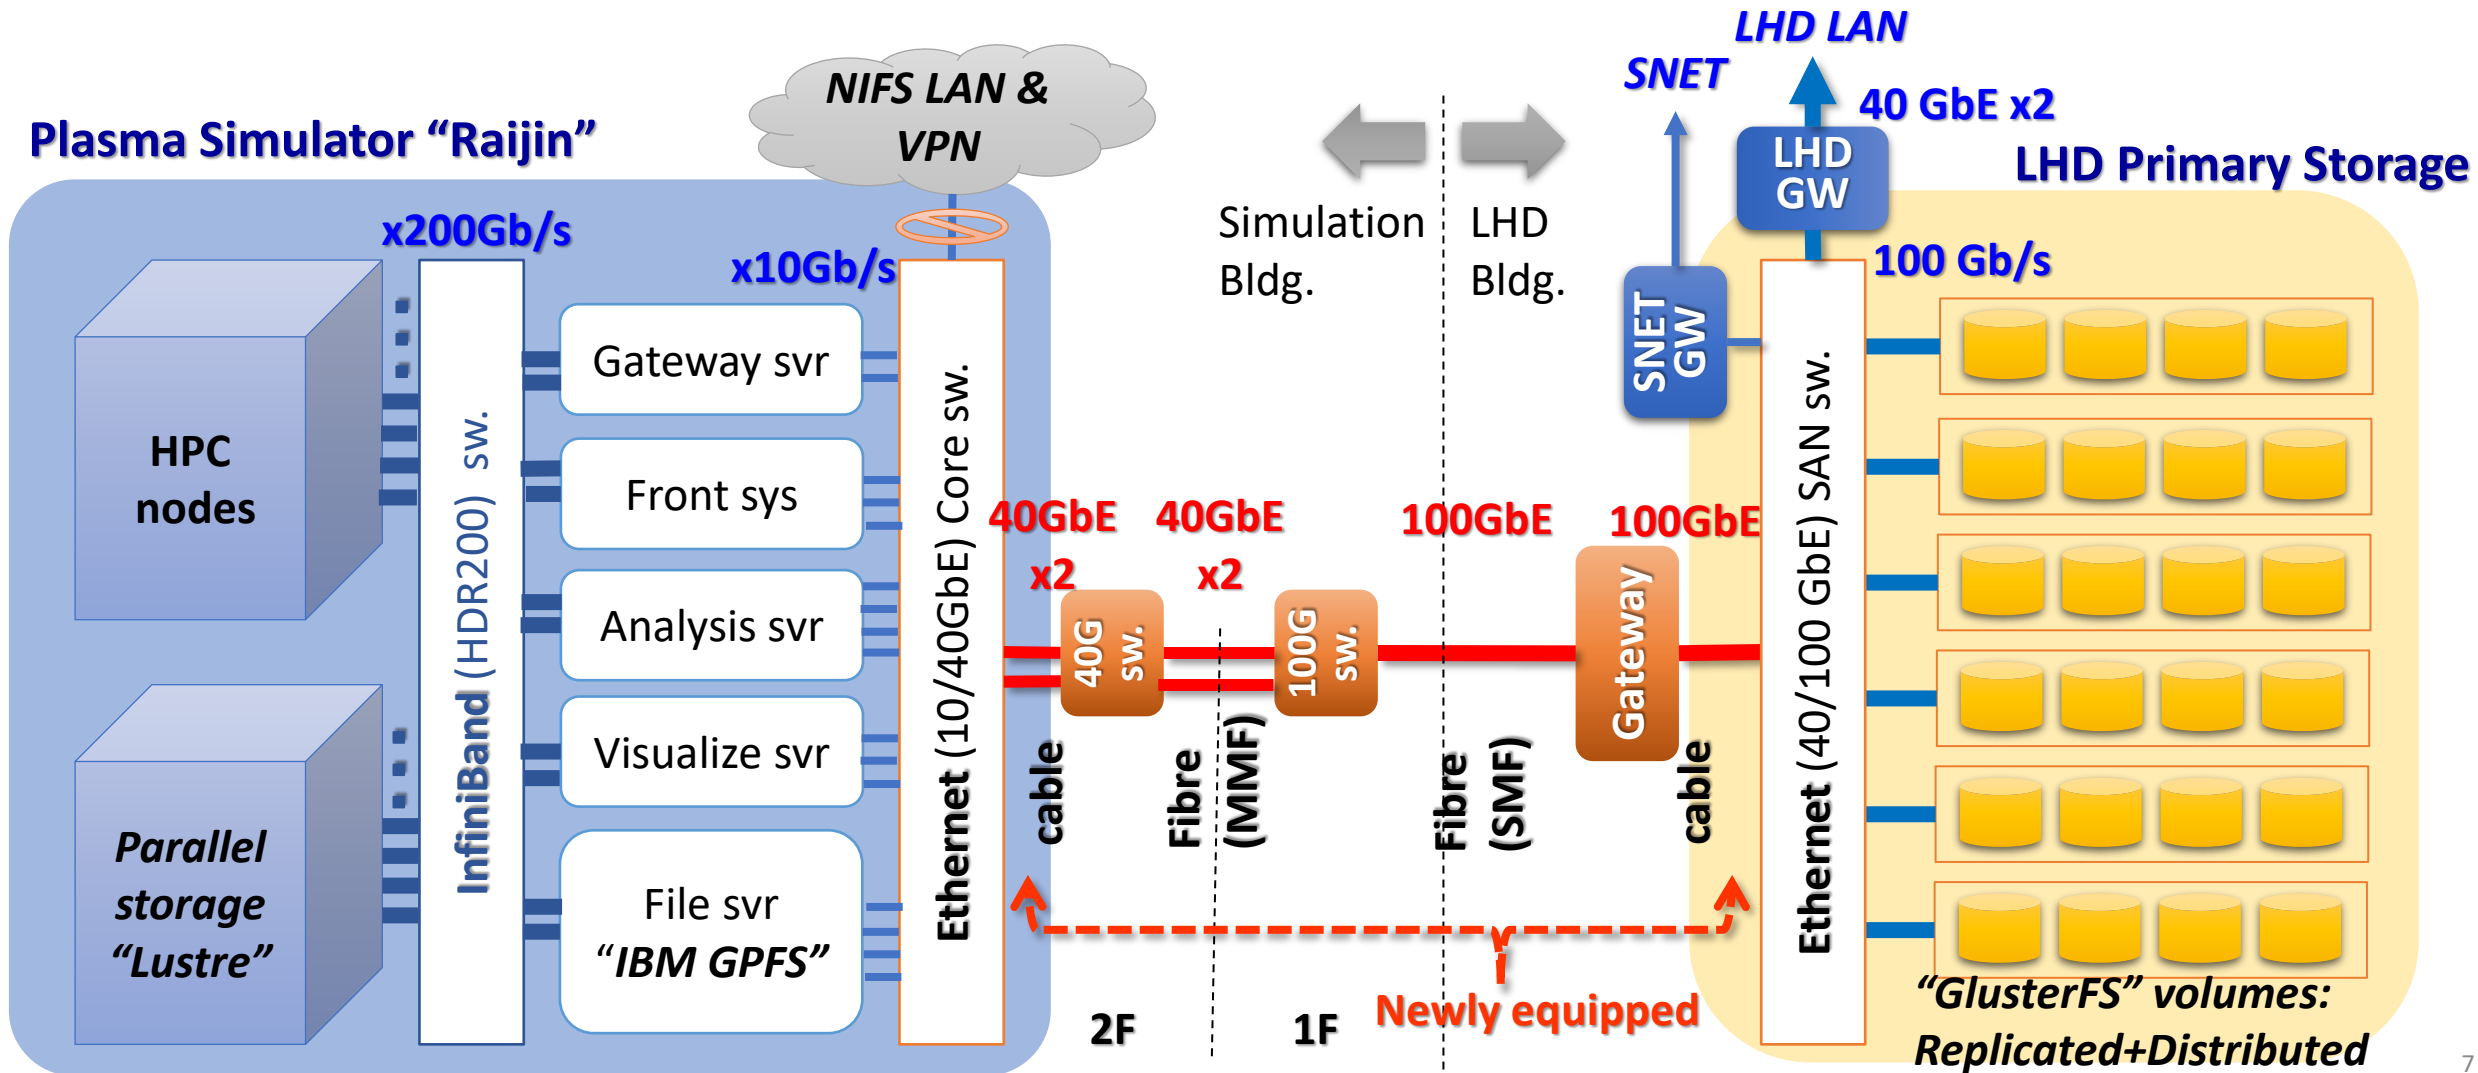 LHD LAN
SNET
40 GbE x2
NIFS LAN &
VPN
Plasma Simulator “Raijin”
LHD
GW
LHD Primary Storage
x200Gb/s
x10Gb/s
Simulation
Bldg.
LHD
Bldg.
100 Gb/s
SNET
GW
HPC
nodes
Parallel
storage
“Lustre”
InfiniBand (HDR200) sw.
Gateway svr
Front sys
Analysis svr
Visualize svr
File svr
“IBM GPFS”
Ethernet (10/40GbE) Core sw.
40GbE
x2
40GbE
x2
100GbE
100GbE
40G
sw.
100G
sw.
Gateway
cable
Fibre
(MMF)
Fibre
(SMF)
cable
Ethernet (40/100 GbE) SAN sw.
Newly equipped
2F
1F
“GlusterFS” volumes:
Replicated+Distributed
7